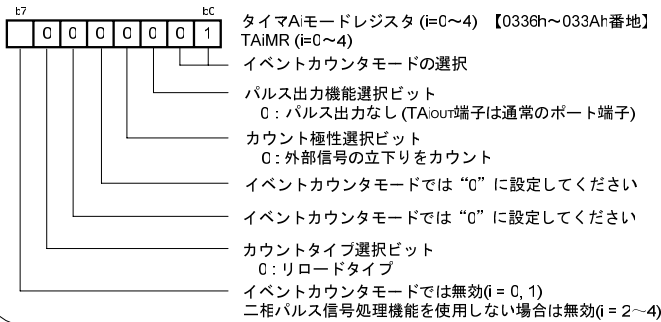 b7 b0
0 0 0 0 0 0 1
タイマAiモードレジスタ (i=0～4) 【0336h～033Ah番地】
TAiMR (i=0～4)
イベントカウンタモードの選択
パルス出力機能選択ビット
0 : パルス出力なし (TAiOUT端子は通常のポート端子)
カウント極性選択ビット
0 : 外部信号の立下りをカウント
イベントカウンタモードでは “0” に設定してください
イベントカウンタモードでは “0” に設定してください
カウントタイプ選択ビット
0 : リロードタイプ
イベントカウンタモードでは無効(i = 0, 1)
二相パルス信号処理機能を使用しない場合は無効(i = 2～4)